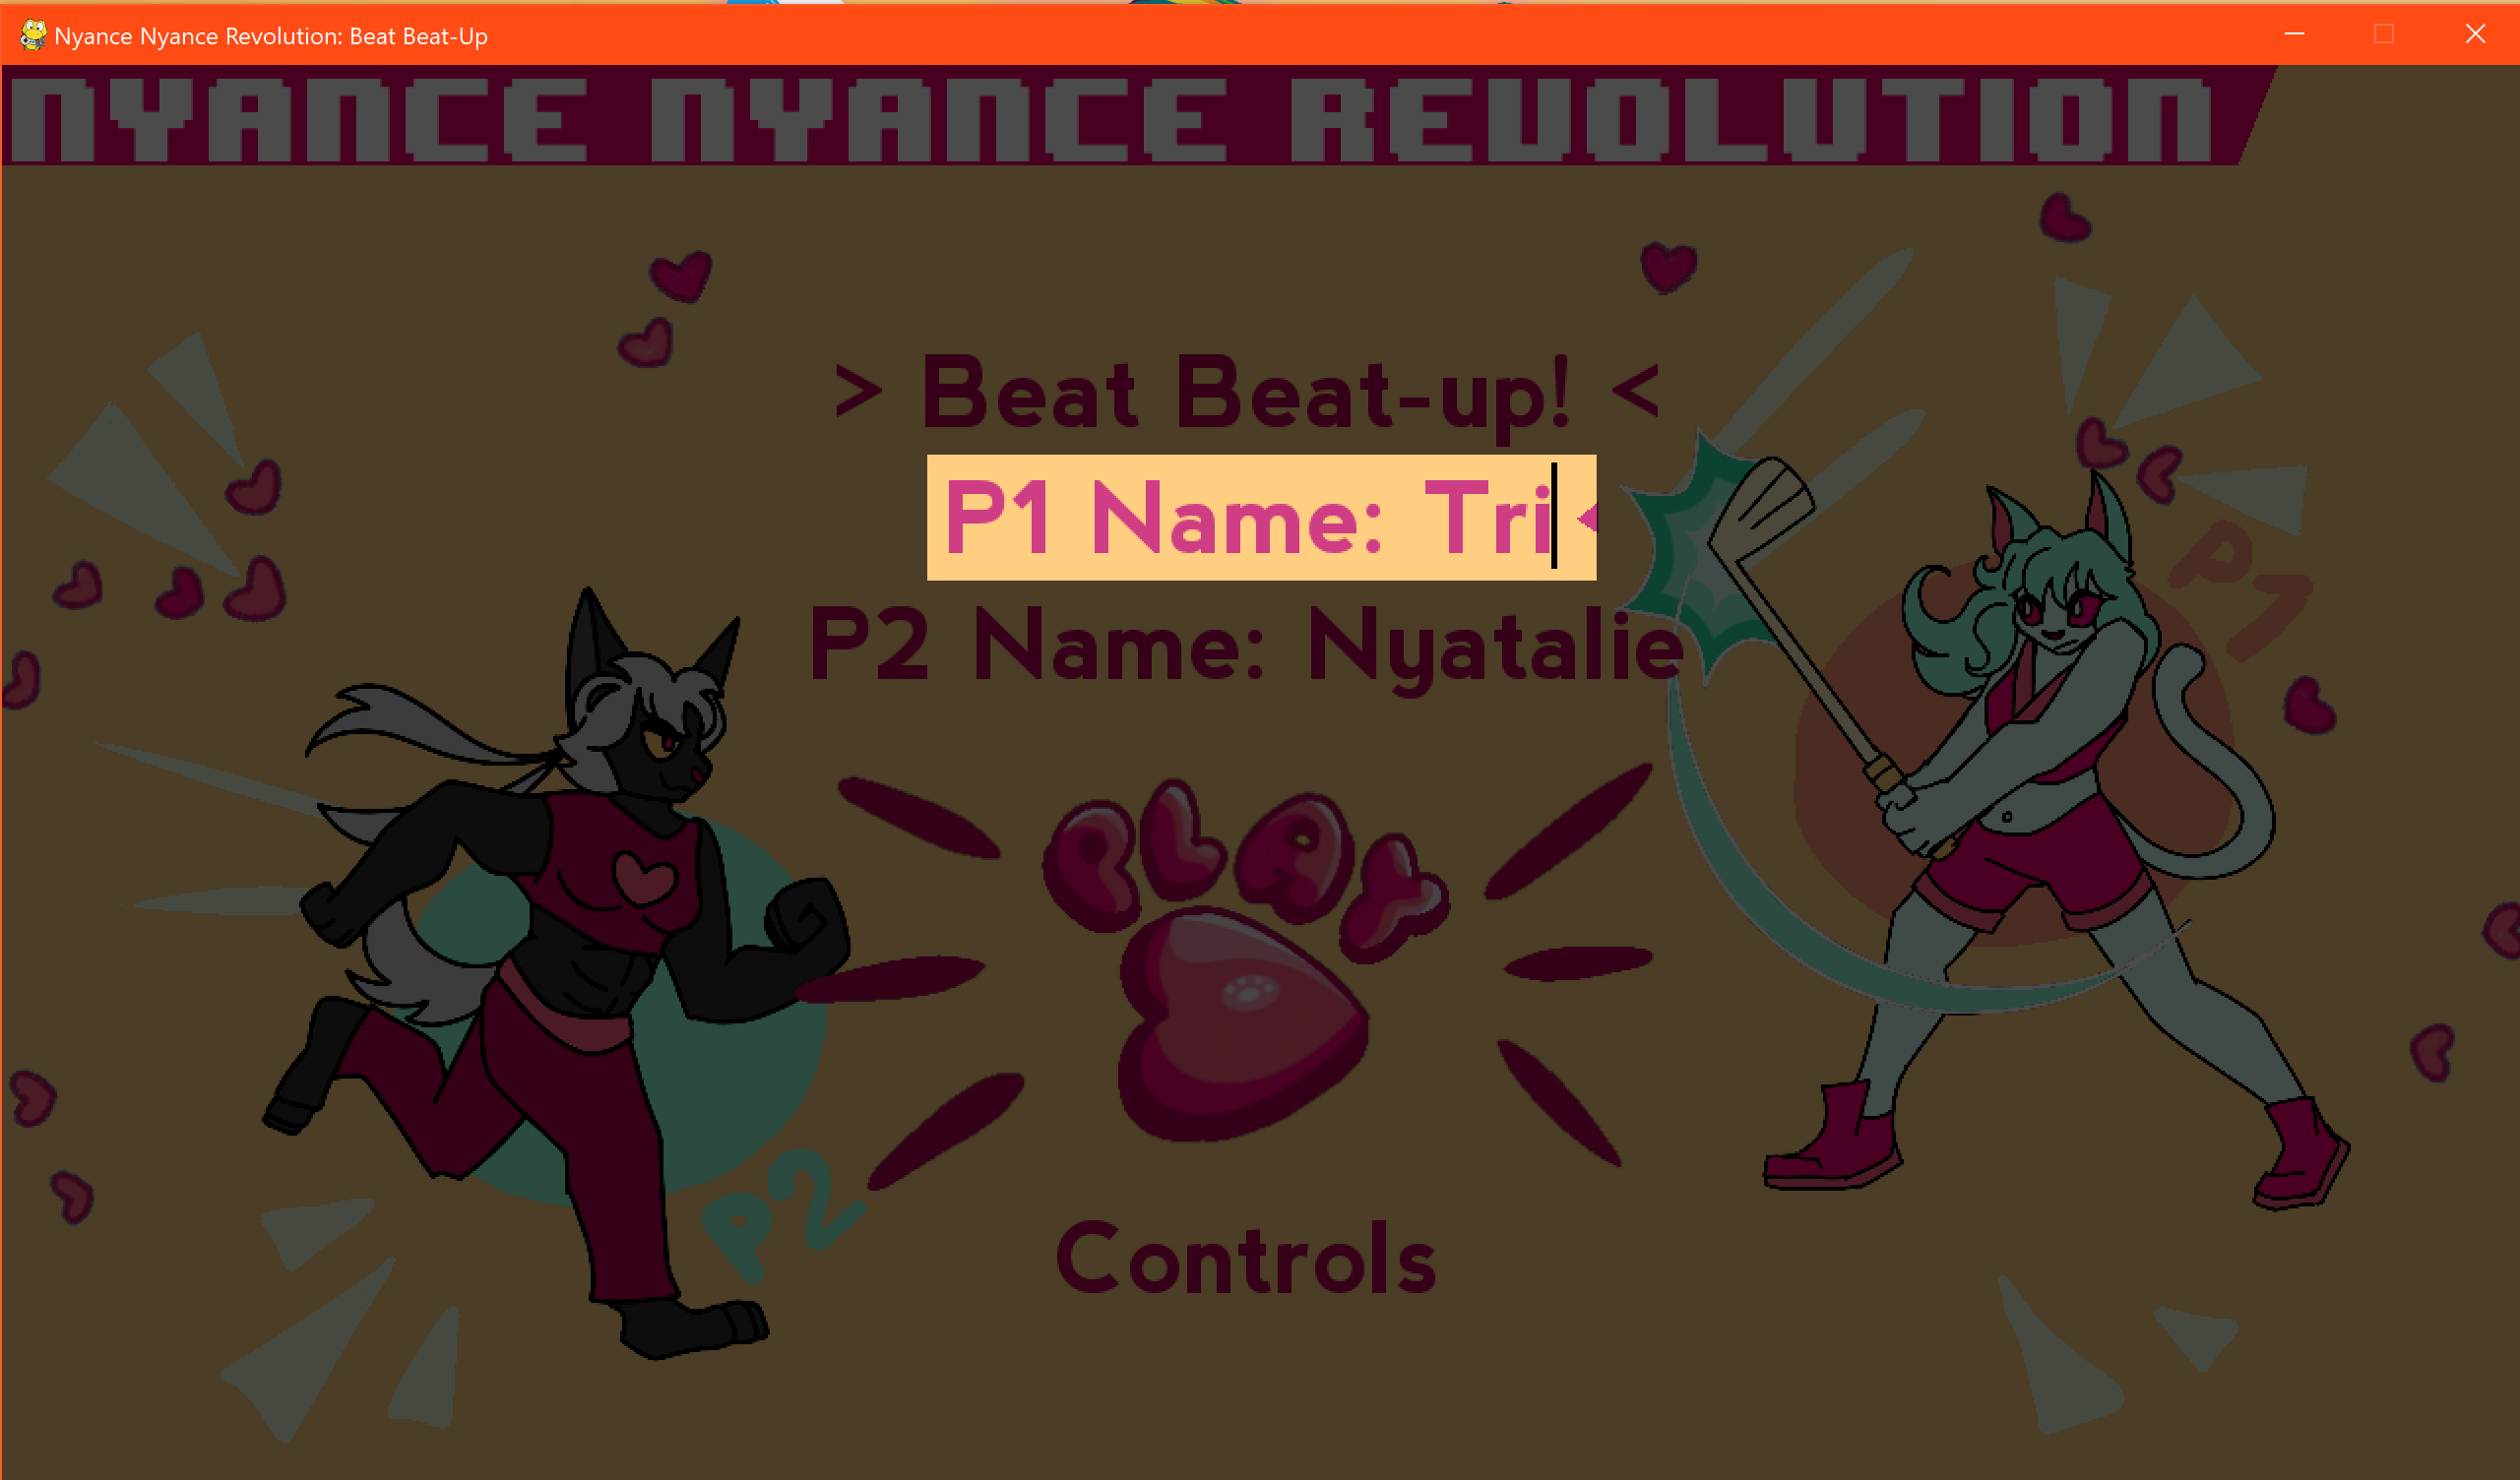 Nyance Nyance Revolution: Beat Beat-Up
NYANCE NYANCE REVOLUTION
> Beat Beat-up! <
P1 Name: Tri
P2 Name: Nyatalie
P1
PLAY
P2
Controls